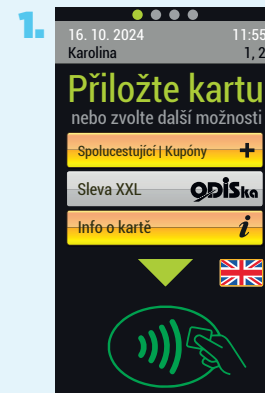 1.
16. 10. 2024 11:55
Karolina 1, 2
Přiložte kartu
nebo zvolte další možnosti
Spolucestující | Kupóny +
Sleva XXL ODISka
Info o kartě i